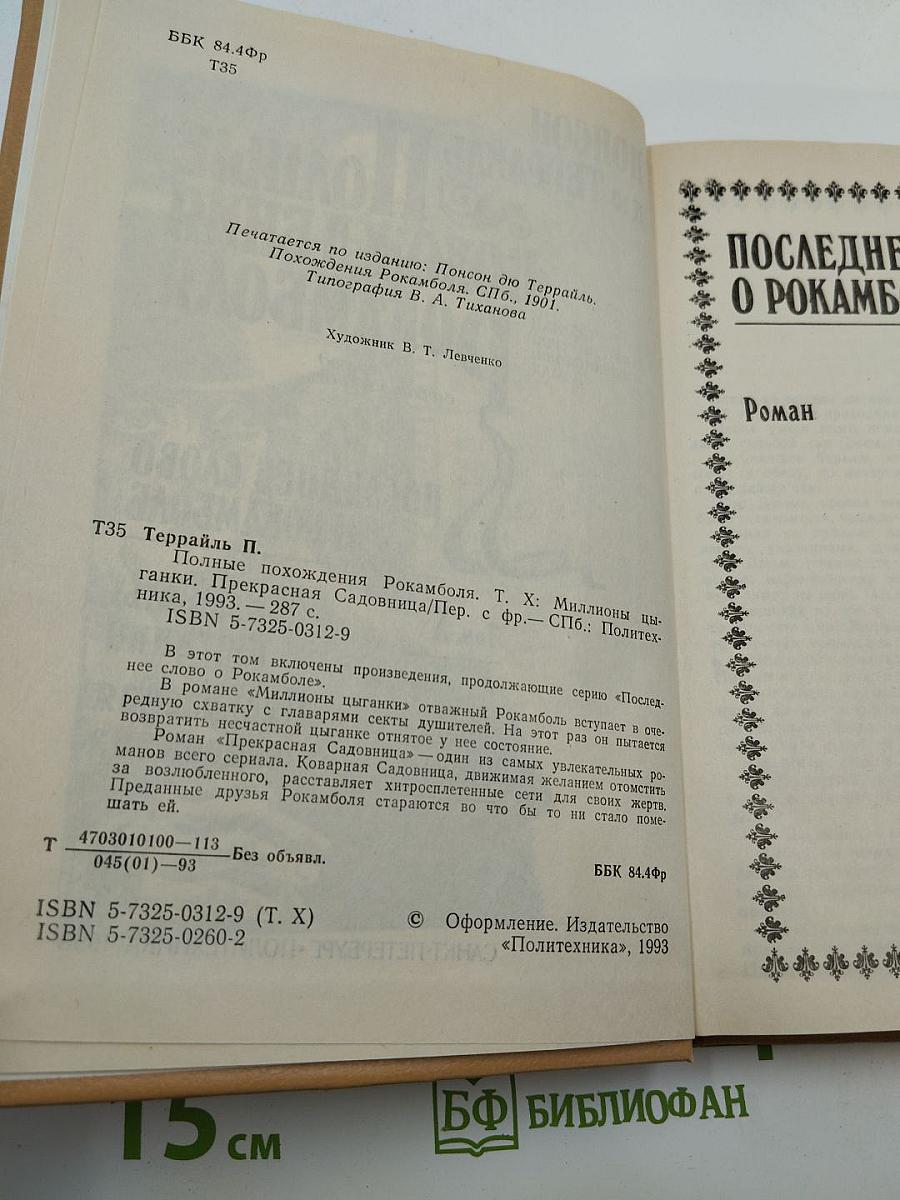 ББК 84.4Фр
Т35
Печатается по изданию: Понсон дю Террайль.
Похождения Рокамболя. СПб., 1901.
Типография В. А. Тиханова
Художник В. Т. Левченко
Т35 Террайль П.
Полные похождения Рокамболя. Т. X: Миллионы цы-
ганки. Прекрасная Садовница/Пер. с фр.— СПб.: Политех-
ника, 1993. — 287 с.
ISBN 5-7325-0312-9
В этот том включены произведения, продолжающие серию «Послед-
нее слово о Рокамболе».
В романе «Миллионы цыганки» отважный Рокамболь вступает в оче-
редную схватку с главарями секты душителей. На этот раз он пытается
возвратить несчастной цыганке отнятое у нее состояние.
Роман «Прекрасная Садовница» — один из самых увлекательных ро-
манов всего сериала. Коварная Садовница, движимая желанием отомстить
за возлюбленного, расставляет хитросплетенные сети для своих жертв.
Преданные друзья Рокамболя стараются во что бы то ни стало поме-
шать ей.
Т 4703010100—113
045(01)—93 Без объявл.
ББК 84.4Фр
ISBN 5-7325-0312-9 (Т. X)
ISBN 5-7325-0260-2
© Оформление. Издательство
«Политехника», 1993
ПОСЛЕДНЕ
О РОКАМБ
Роман
15 см
БФ БИБЛИОФАН